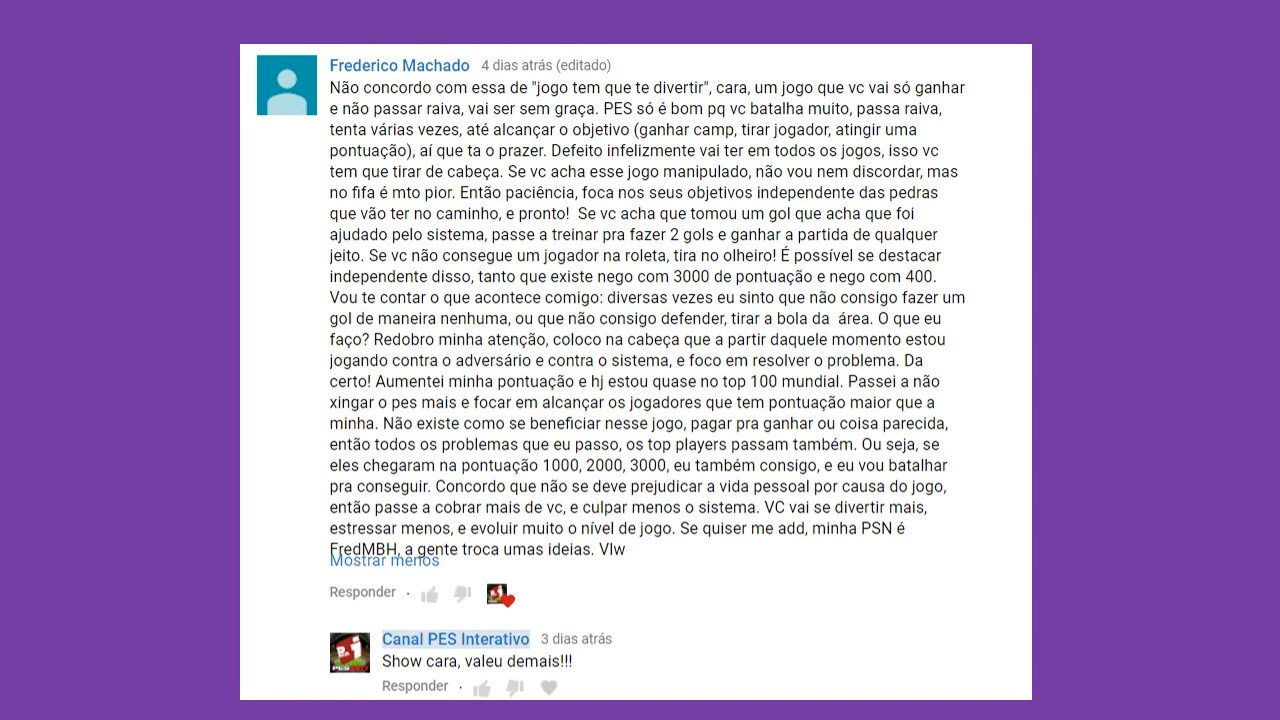 Frederico Machado 4 dias atrás (editado)
Não concordo com essa de "jogo tem que te divertir", cara, um jogo que vc vai só ganhar
e não passar raiva, vai ser sem graça. PES só é bom pq vc batalha muito, passa raiva,
tenta várias vezes, até alcançar o objetivo (ganhar camp, tirar jogador, atingir uma
pontuação), aí que ta o prazer. Defeito infelizmente vai ter em todos os jogos, isso vc
tem que tirar de cabeça. Se vc acha esse jogo manipulado, não vou nem discordar, mas
no fifa é mto pior. Então paciência, foca nos seus objetivos independente das pedras
que vão ter no caminho, e pronto!  Se vc acha que tomou um gol que acha que foi
ajudado pelo sistema, passe a treinar pra fazer 2 gols e ganhar a partida de qualquer
jeito. Se vc não consegue um jogador na roleta, tira no olheiro! É possível se destacar
independente disso, tanto que existe nego com 3000 de pontuação e nego com 400.
Vou te contar o que acontece comigo: diversas vezes eu sinto que não consigo fazer um
gol de maneira nenhuma, ou que não consigo defender, tirar a bola da  área. O que eu
faço? Redobro minha atenção, coloco na cabeça que a partir daquele momento estou
jogando contra o adversário e contra o sistema, e foco em resolver o problema. Da
certo! Aumentei minha pontuação e hj estou quase no top 100 mundial. Passei a não
xingar o pes mais e focar em alcançar os jogadores que tem pontuação maior que a
minha. Não existe como se beneficiar nesse jogo, pagar pra ganhar ou coisa parecida,
então todos os problemas que eu passo, os top players passam também. Ou seja, se
eles chegaram na pontuação 1000, 2000, 3000, eu também consigo, e eu vou batalhar
pra conseguir. Concordo que não se deve prejudicar a vida pessoal por causa do jogo,
então passe a cobrar mais de vc, e culpar menos o sistema. VC vai se divertir mais,
estressar menos, e evoluir muito o nível de jogo. Se quiser me add, minha PSN é
FredMBH, a gente troca umas ideias. Vlw
Mostrar menos
Responder ·
Canal PES Interativo 3 dias atrás
Show cara, valeu demais!!!
Responder ·